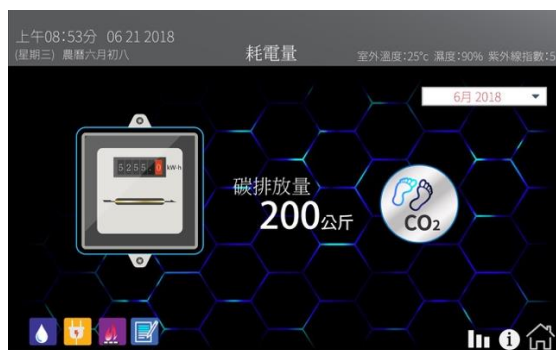 上午08:53分 06 21 2018
(星期三) 農曆六月初八
耗電量
室外溫度:25°c 濕度:90% 紫外線指數:5
6月 2018
5255.0 kW-h
碳排放量
200公斤
CO2